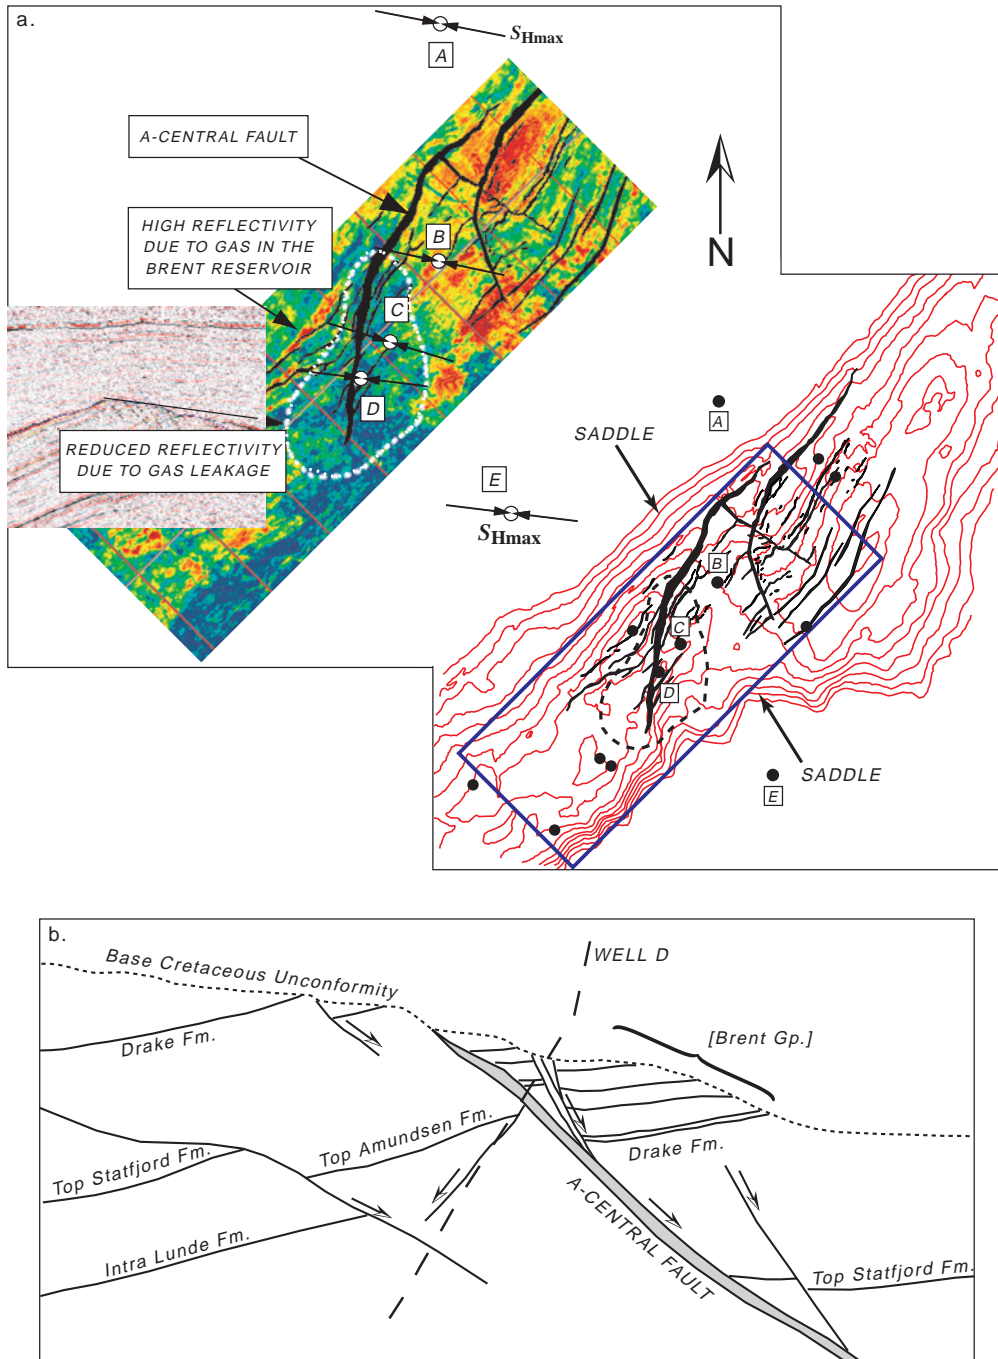 a.
S_Hmax
A
A-CENTRAL FAULT
HIGH REFLECTIVITY
DUE TO GAS IN THE
BRENT RESERVOIR
B
C
D
REDUCED REFLECTIVITY
DUE TO GAS LEAKAGE
N
E
S_Hmax
SADDLE
A
B
C
D
SADDLE
E
b.
Base Cretaceous Unconformity
WELL D
[Brent Gp.]
Drake Fm.
Top Amundsen Fm.
Drake Fm.
Top Statfjord Fm.
A-CENTRAL FAULT
Intra Lunde Fm.
Top Statfjord Fm.